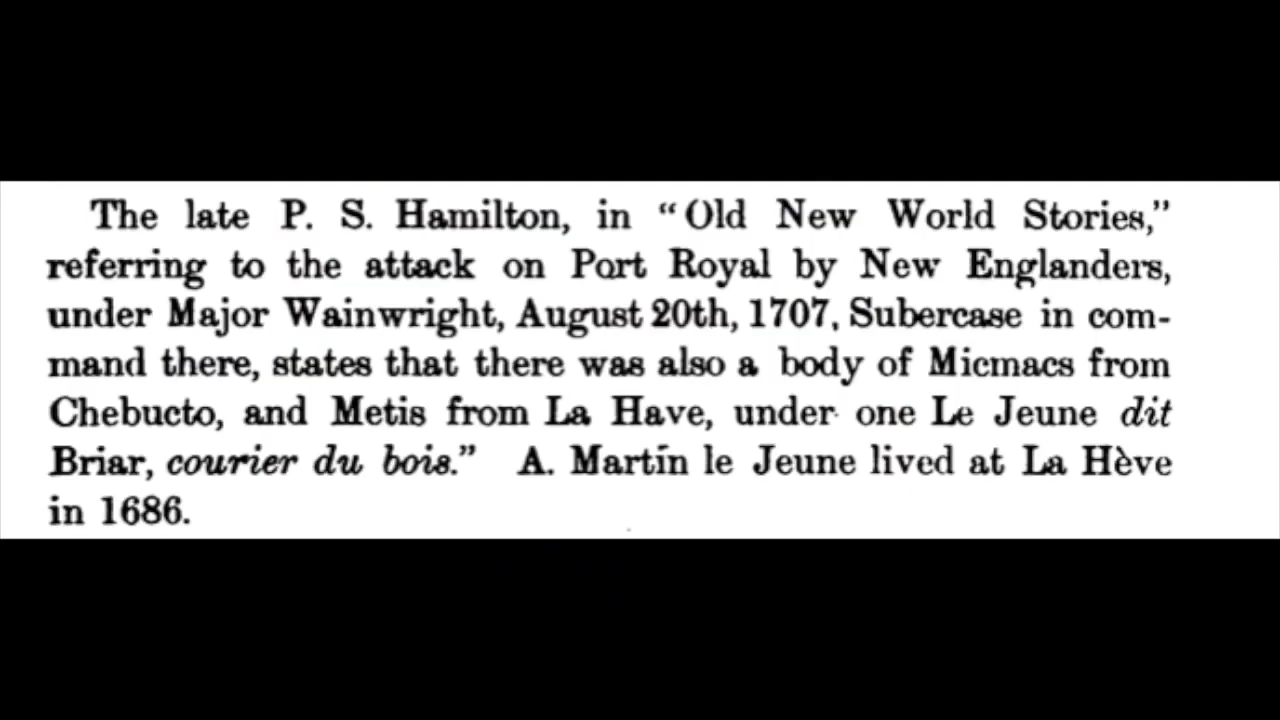 The late P. S. Hamilton, in “Old New World Stories,”
referring to the attack on Port Royal by New Englanders,
under Major Wainwright, August 20th, 1707, Subercase in com-
mand there, states that there was also a body of Micmacs from
Chebucto, and Metis from La Have, under one Le Jeune dit
Briar, courier du bois.” A. Martin le Jeune lived at La Hève
in 1686.